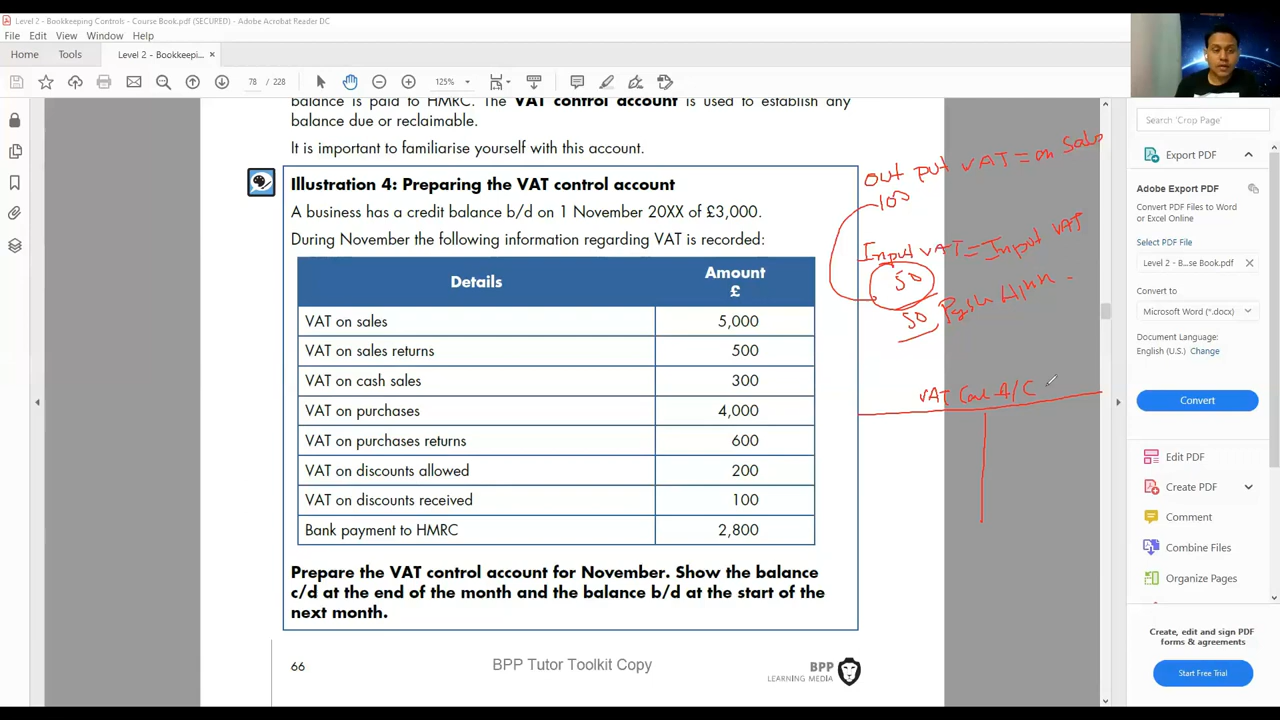 Level 2 - Bookkeeping Controls - Course Book.pdf (SECURED) - Adobe Acrobat Reader DC
File Edit View Window Help
Home Tools Level 2 - Bookkeepi... ×
78 / 228 125%
balance is paid to HMRC. The VAT control account is used to establish any
balance due or reclaimable.
It is important to familiarise yourself with this account.
Illustration 4: Preparing the VAT control account
A business has a credit balance b/d on 1 November 20XX of £3,000.
During November the following information regarding VAT is recorded:
Details Amount £
VAT on sales 5,000
VAT on sales returns 500
VAT on cash sales 300
VAT on purchases 4,000
VAT on purchases returns 600
VAT on discounts allowed 200
VAT on discounts received 100
Bank payment to HMRC 2,800
Prepare the VAT control account for November. Show the balance
c/d at the end of the month and the balance b/d at the start of the
next month.
66 BPP Tutor Toolkit Copy BPP
LEARNING MEDIA
out put VAT = on Sales
100
Input VAT = Input VAT
50
50
VAT Con A/C
Search 'Crop Page'
Export PDF
Adobe Export PDF
Convert PDF Files to Word
or Excel Online
Select PDF File
Level 2 - B...se Book.pdf
Convert to
Microsoft Word (*.docx)
Document Language:
English (U.S.) Change
Convert
Edit PDF
Create PDF
Comment
Combine Files
Organize Pages
Create, edit and sign PDF
forms & agreements
Start Free Trial